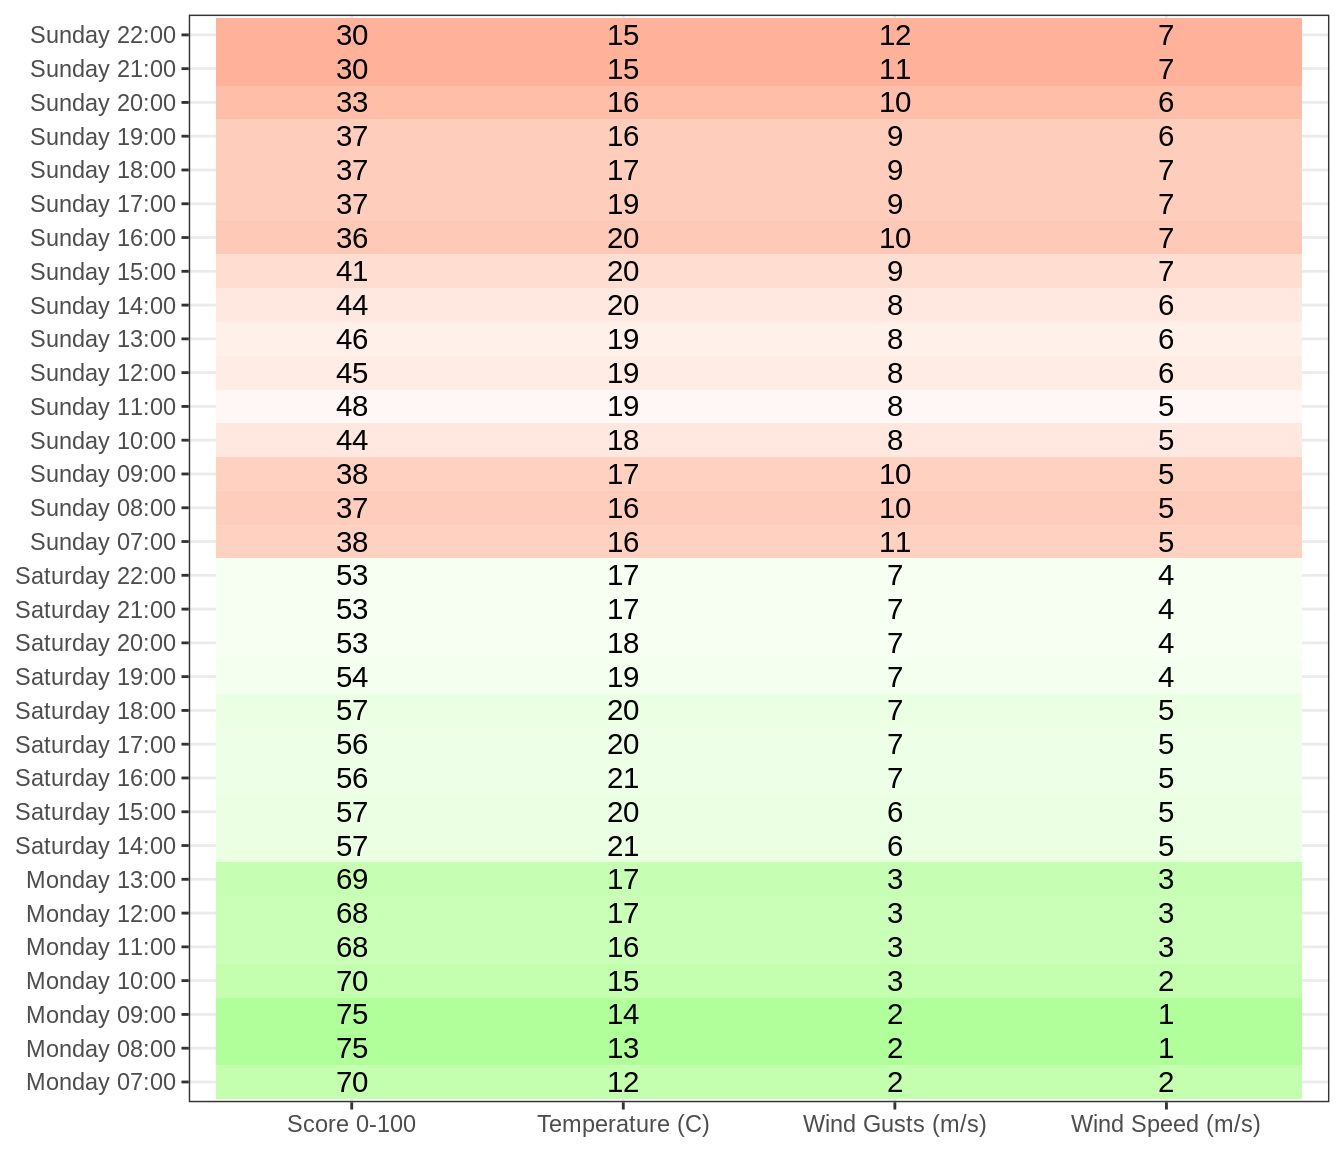 Sunday 22:00 30 15 12 7
Sunday 21:00 30 15 11 7
Sunday 20:00 33 16 10 6
Sunday 19:00 37 16 9 6
Sunday 18:00 37 17 9 7
Sunday 17:00 37 19 9 7
Sunday 16:00 36 20 10 7
Sunday 15:00 41 20 9 7
Sunday 14:00 44 20 8 6
Sunday 13:00 46 19 8 6
Sunday 12:00 45 19 8 6
Sunday 11:00 48 19 8 5
Sunday 10:00 44 18 8 5
Sunday 09:00 38 17 10 5
Sunday 08:00 37 16 10 5
Sunday 07:00 38 16 11 5
Saturday 22:00 53 17 7 4
Saturday 21:00 53 17 7 4
Saturday 20:00 53 18 7 4
Saturday 19:00 54 19 7 4
Saturday 18:00 57 20 7 5
Saturday 17:00 56 20 7 5
Saturday 16:00 56 21 7 5
Saturday 15:00 57 20 6 5
Saturday 14:00 57 21 6 5
Monday 13:00 69 17 3 3
Monday 12:00 68 17 3 3
Monday 11:00 68 16 3 3
Monday 10:00 70 15 3 2
Monday 09:00 75 14 2 1
Monday 08:00 75 13 2 1
Monday 07:00 70 12 2 2
Score 0-100 Temperature (C) Wind Gusts (m/s) Wind Speed (m/s)